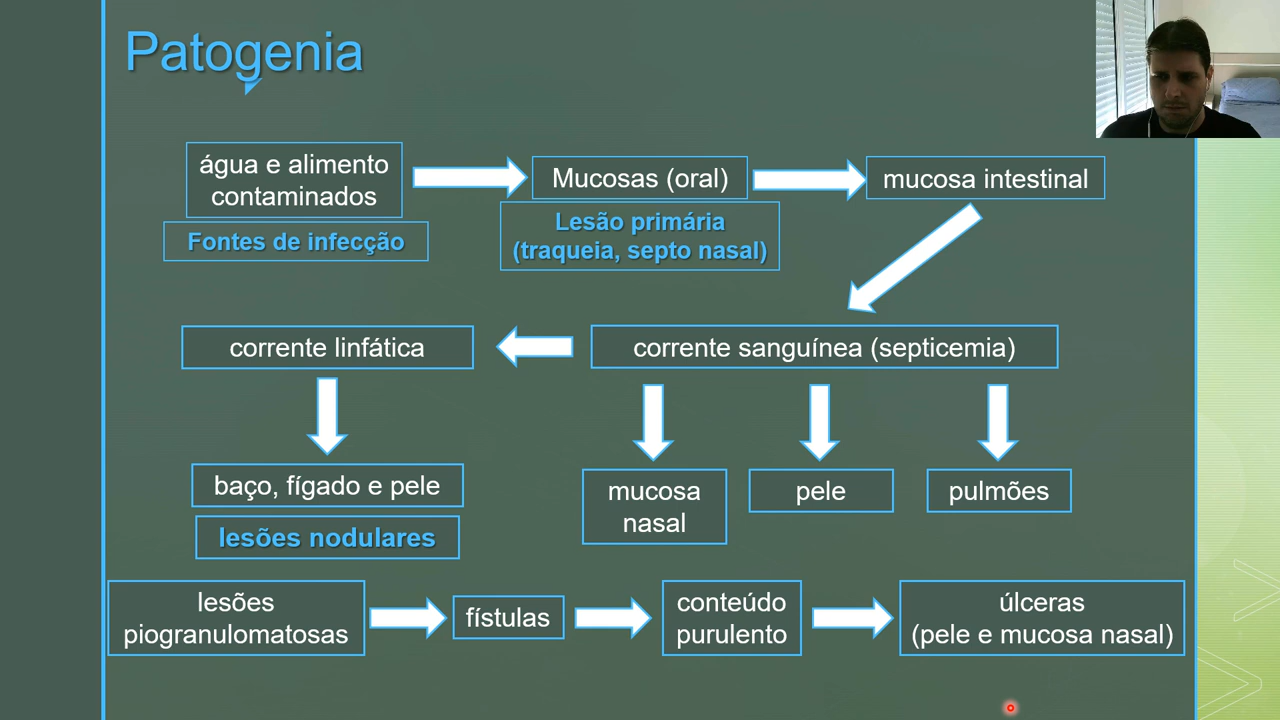 Patogenia
água e alimento
contaminados
Fontes de infecção
Mucosas (oral)
Lesão primária
(traqueia, septo nasal)
mucosa intestinal
corrente linfática
corrente sanguínea (septicemia)
baço, fígado e pele
lesões nodulares
mucosa
nasal
pele
pulmões
lesões
piogranulomatosas
fístulas
conteúdo
purulento
úlceras
(pele e mucosa nasal)